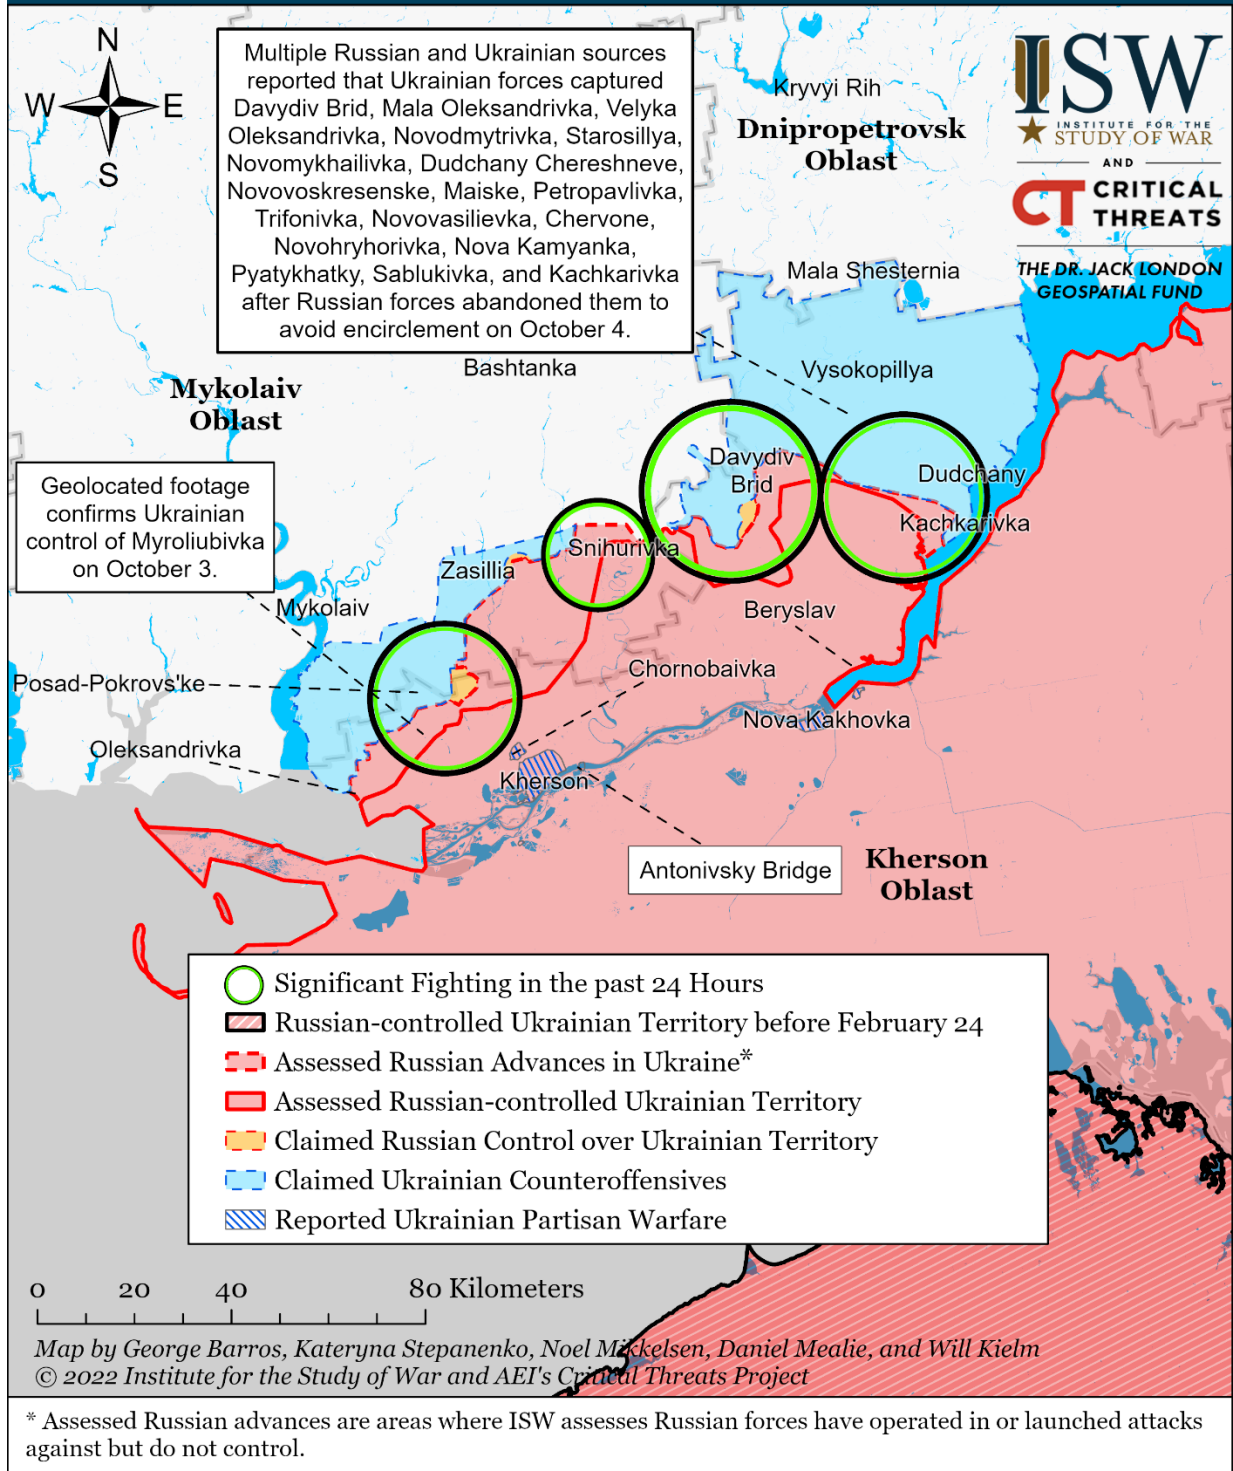 N
W E
S
Multiple Russian and Ukrainian sources
reported that Ukrainian forces captured
Davydiv Brid, Mala Oleksandrivka, Velyka
Oleksandrivka, Novodmytrivka, Starosillya,
Novomykhailivka, Dudchany Chereshneve,
Novovoskresenske, Maiske, Petropavlivka,
Trifonivka, Novovasilievka, Chervone,
Novohryhorivka, Nova Kamyanka,
Pyatykhatky, Sablukivka, and Kachkarivka
after Russian forces abandoned them to
avoid encirclement on October 4.
ISW
INSTITUTE FOR THE
STUDY OF WAR
AND
CT CRITICAL
THREATS
THE DR. JACK LONDON
GEOSPATIAL FUND
Kryvyi Rih
Dnipropetrovsk
Oblast
Mala Shesternia
Bashtanka
Vysokopillya
Mykolaiv
Oblast
Davydiv
Brid
Dudchany
Kachkarivka
Geolocated footage
confirms Ukrainian
control of Myroliubivka
on October 3.
Snihurivka
Zasillia
Mykolaiv
Beryslav
Chornobaivka
Posad-Pokrovs'ke
Nova Kakhovka
Oleksandrivka
Kherson
Antonivsky Bridge
Kherson
Oblast
Significant Fighting in the past 24 Hours
Russian-controlled Ukrainian Territory before February 24
Assessed Russian Advances in Ukraine*
Assessed Russian-controlled Ukrainian Territory
Claimed Russian Control over Ukrainian Territory
Claimed Ukrainian Counteroffensives
Reported Ukrainian Partisan Warfare
0 20 40 80 Kilometers
Map by George Barros, Kateryna Stepanenko, Noel Mikkelsen, Daniel Mealie, and Will Kielm
© 2022 Institute for the Study of War and AEI's Critical Threats Project
* Assessed Russian advances are areas where ISW assesses Russian forces have operated in or launched attacks
against but do not control.